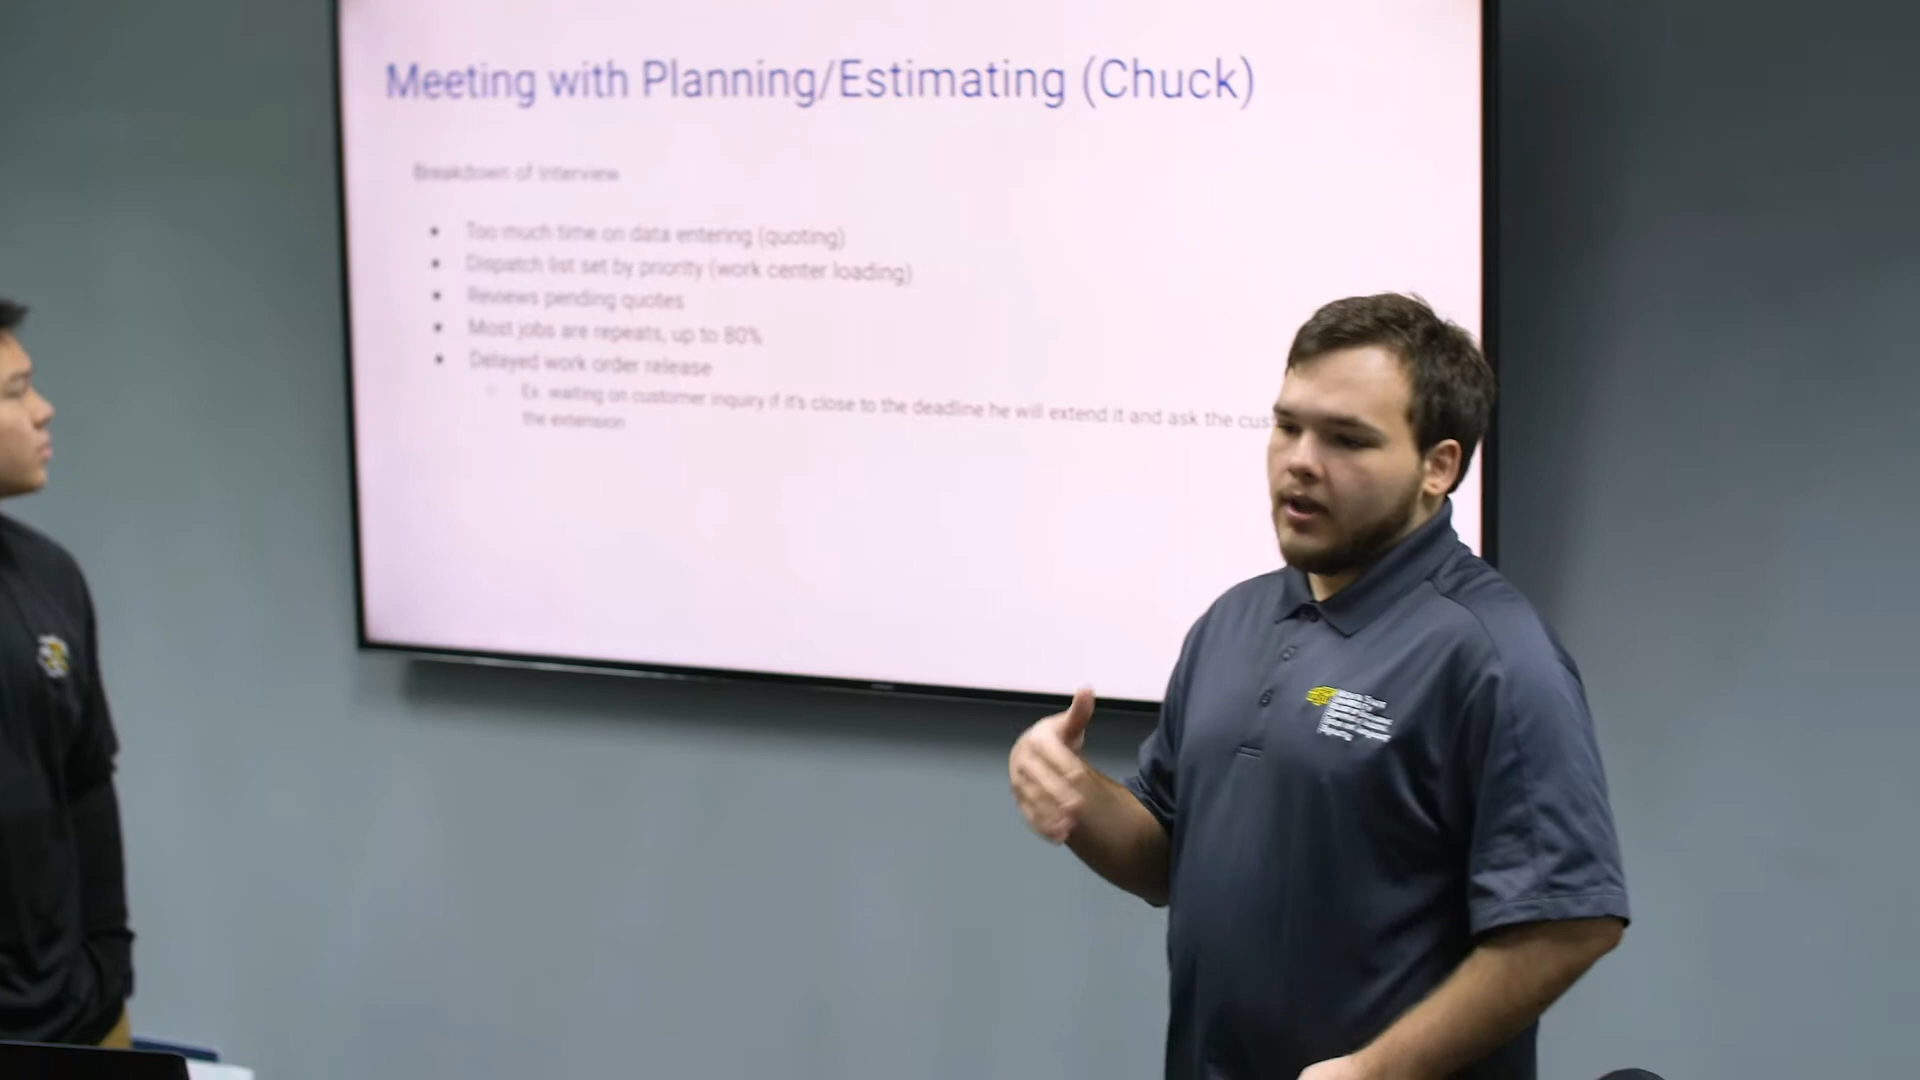 Meeting with Planning/Estimating (Chuck)
Breakdown of Interview
Too much time on data entering (quoting)
Dispatch list set by priority (work center loading)
Reviews pending quotes
Most jobs are repeats, up to 80%
Delayed work order release
Ex. waiting on customer inquiry if it's close to the deadline he will extend it and ask the
the extension